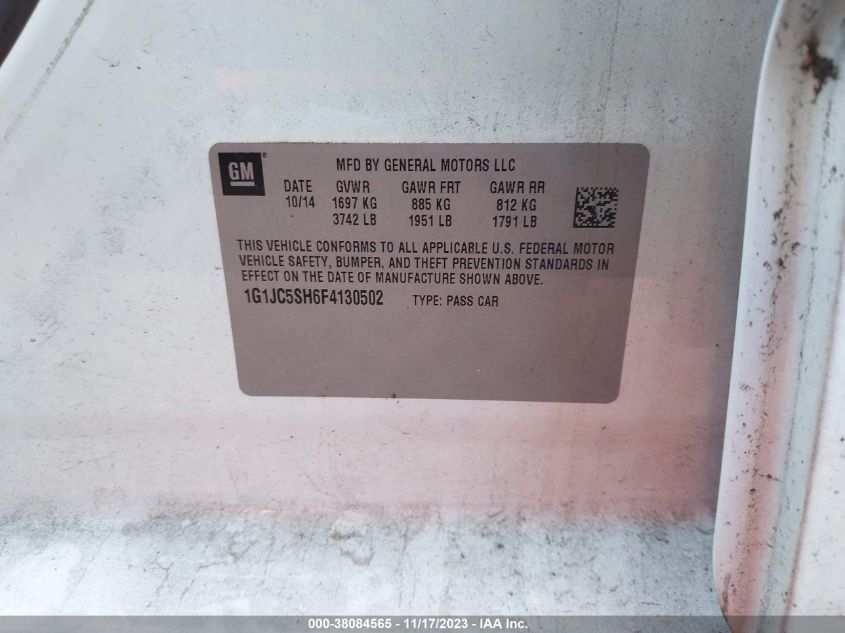 GM ® MFD BY GENERAL MOTORS LLC
DATE GVWR GAWR FRT GAWR RR
10/14 1697 KG 885 KG 812 KG
3742 LB 1951 LB 1791 LB
THIS VEHICLE CONFORMS TO ALL APPLICABLE U.S. FEDERAL MOTOR
VEHICLE SAFETY, BUMPER, AND THEFT PREVENTION STANDARDS IN
EFFECT ON THE DATE OF MANUFACTURE SHOWN ABOVE.
1G1JC5SH6F4130502 TYPE: PASS CAR
000-38084565 - 11/17/2023 - IAA Inc.